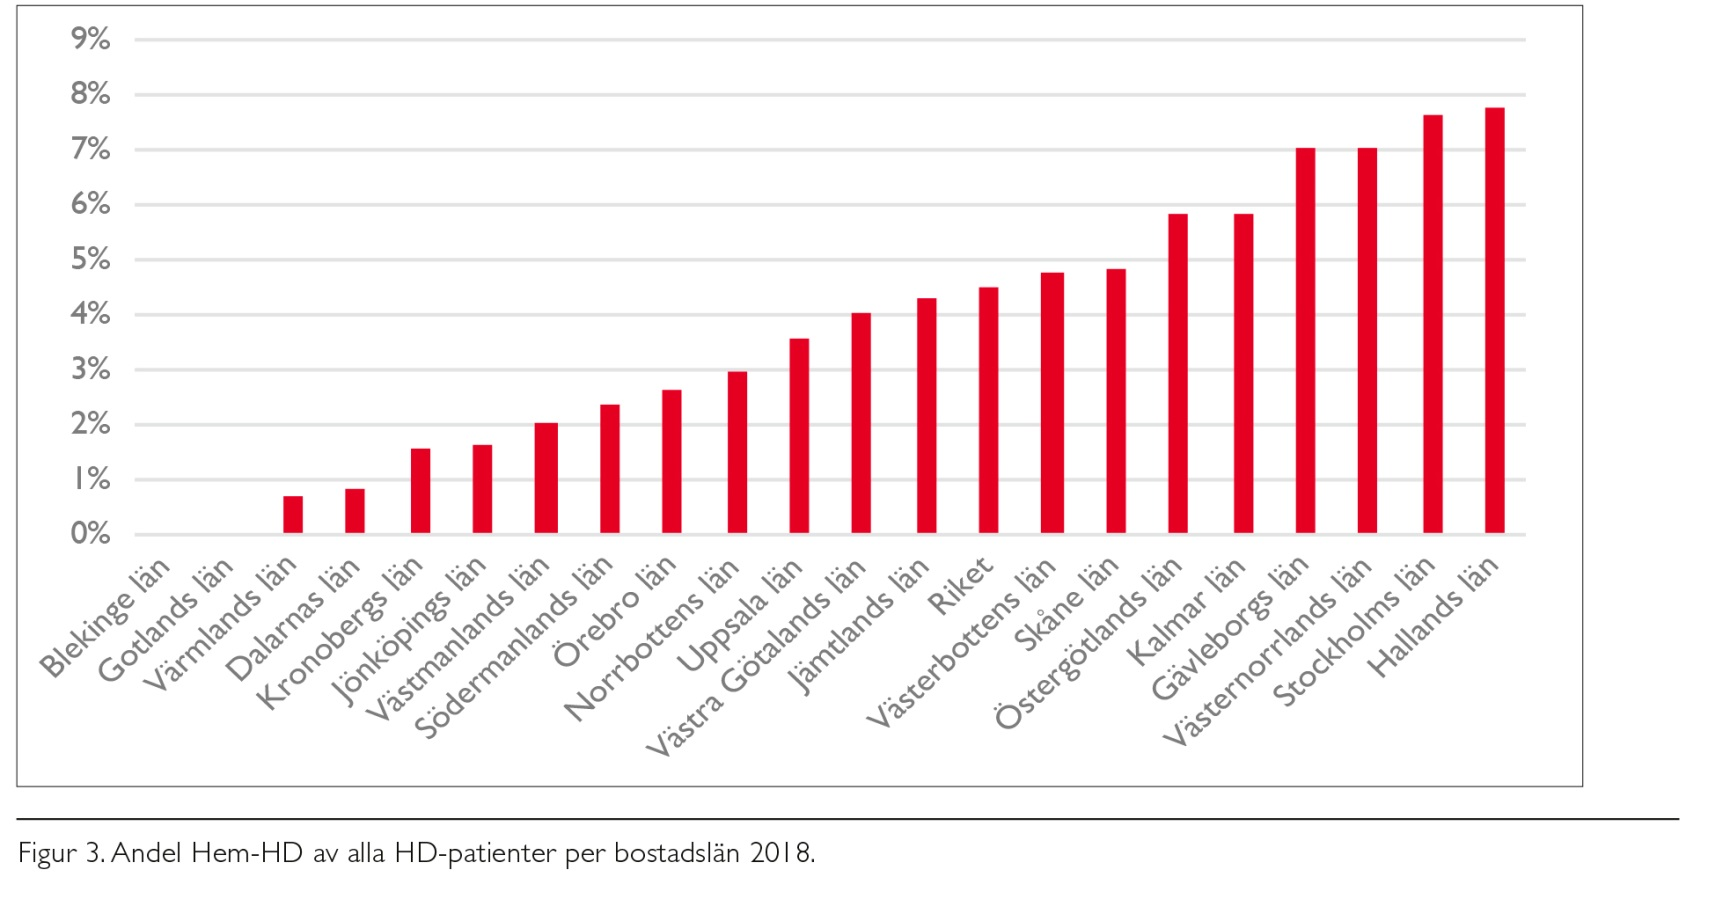 9%
8%
7%
6%
5%
4%
3%
2%
1%
0%
Blekinge län
Gotlands län
Värmlands län
Dalarnas län
Kronobergs län
Jönköpings län
Västmanlands län
Södermanlands län
Örebro län
Norrbottens län
Uppsala län
Västra Götalands län
Jämtlands län
Riket
Västerbottens län
Skåne län
Östergötlands län
Kalmar län
Gävleborgs län
Västernorrlands län
Stockholms län
Hallands län
Figur 3. Andel Hem-HD av alla HD-patienter per bostadslän 2018.